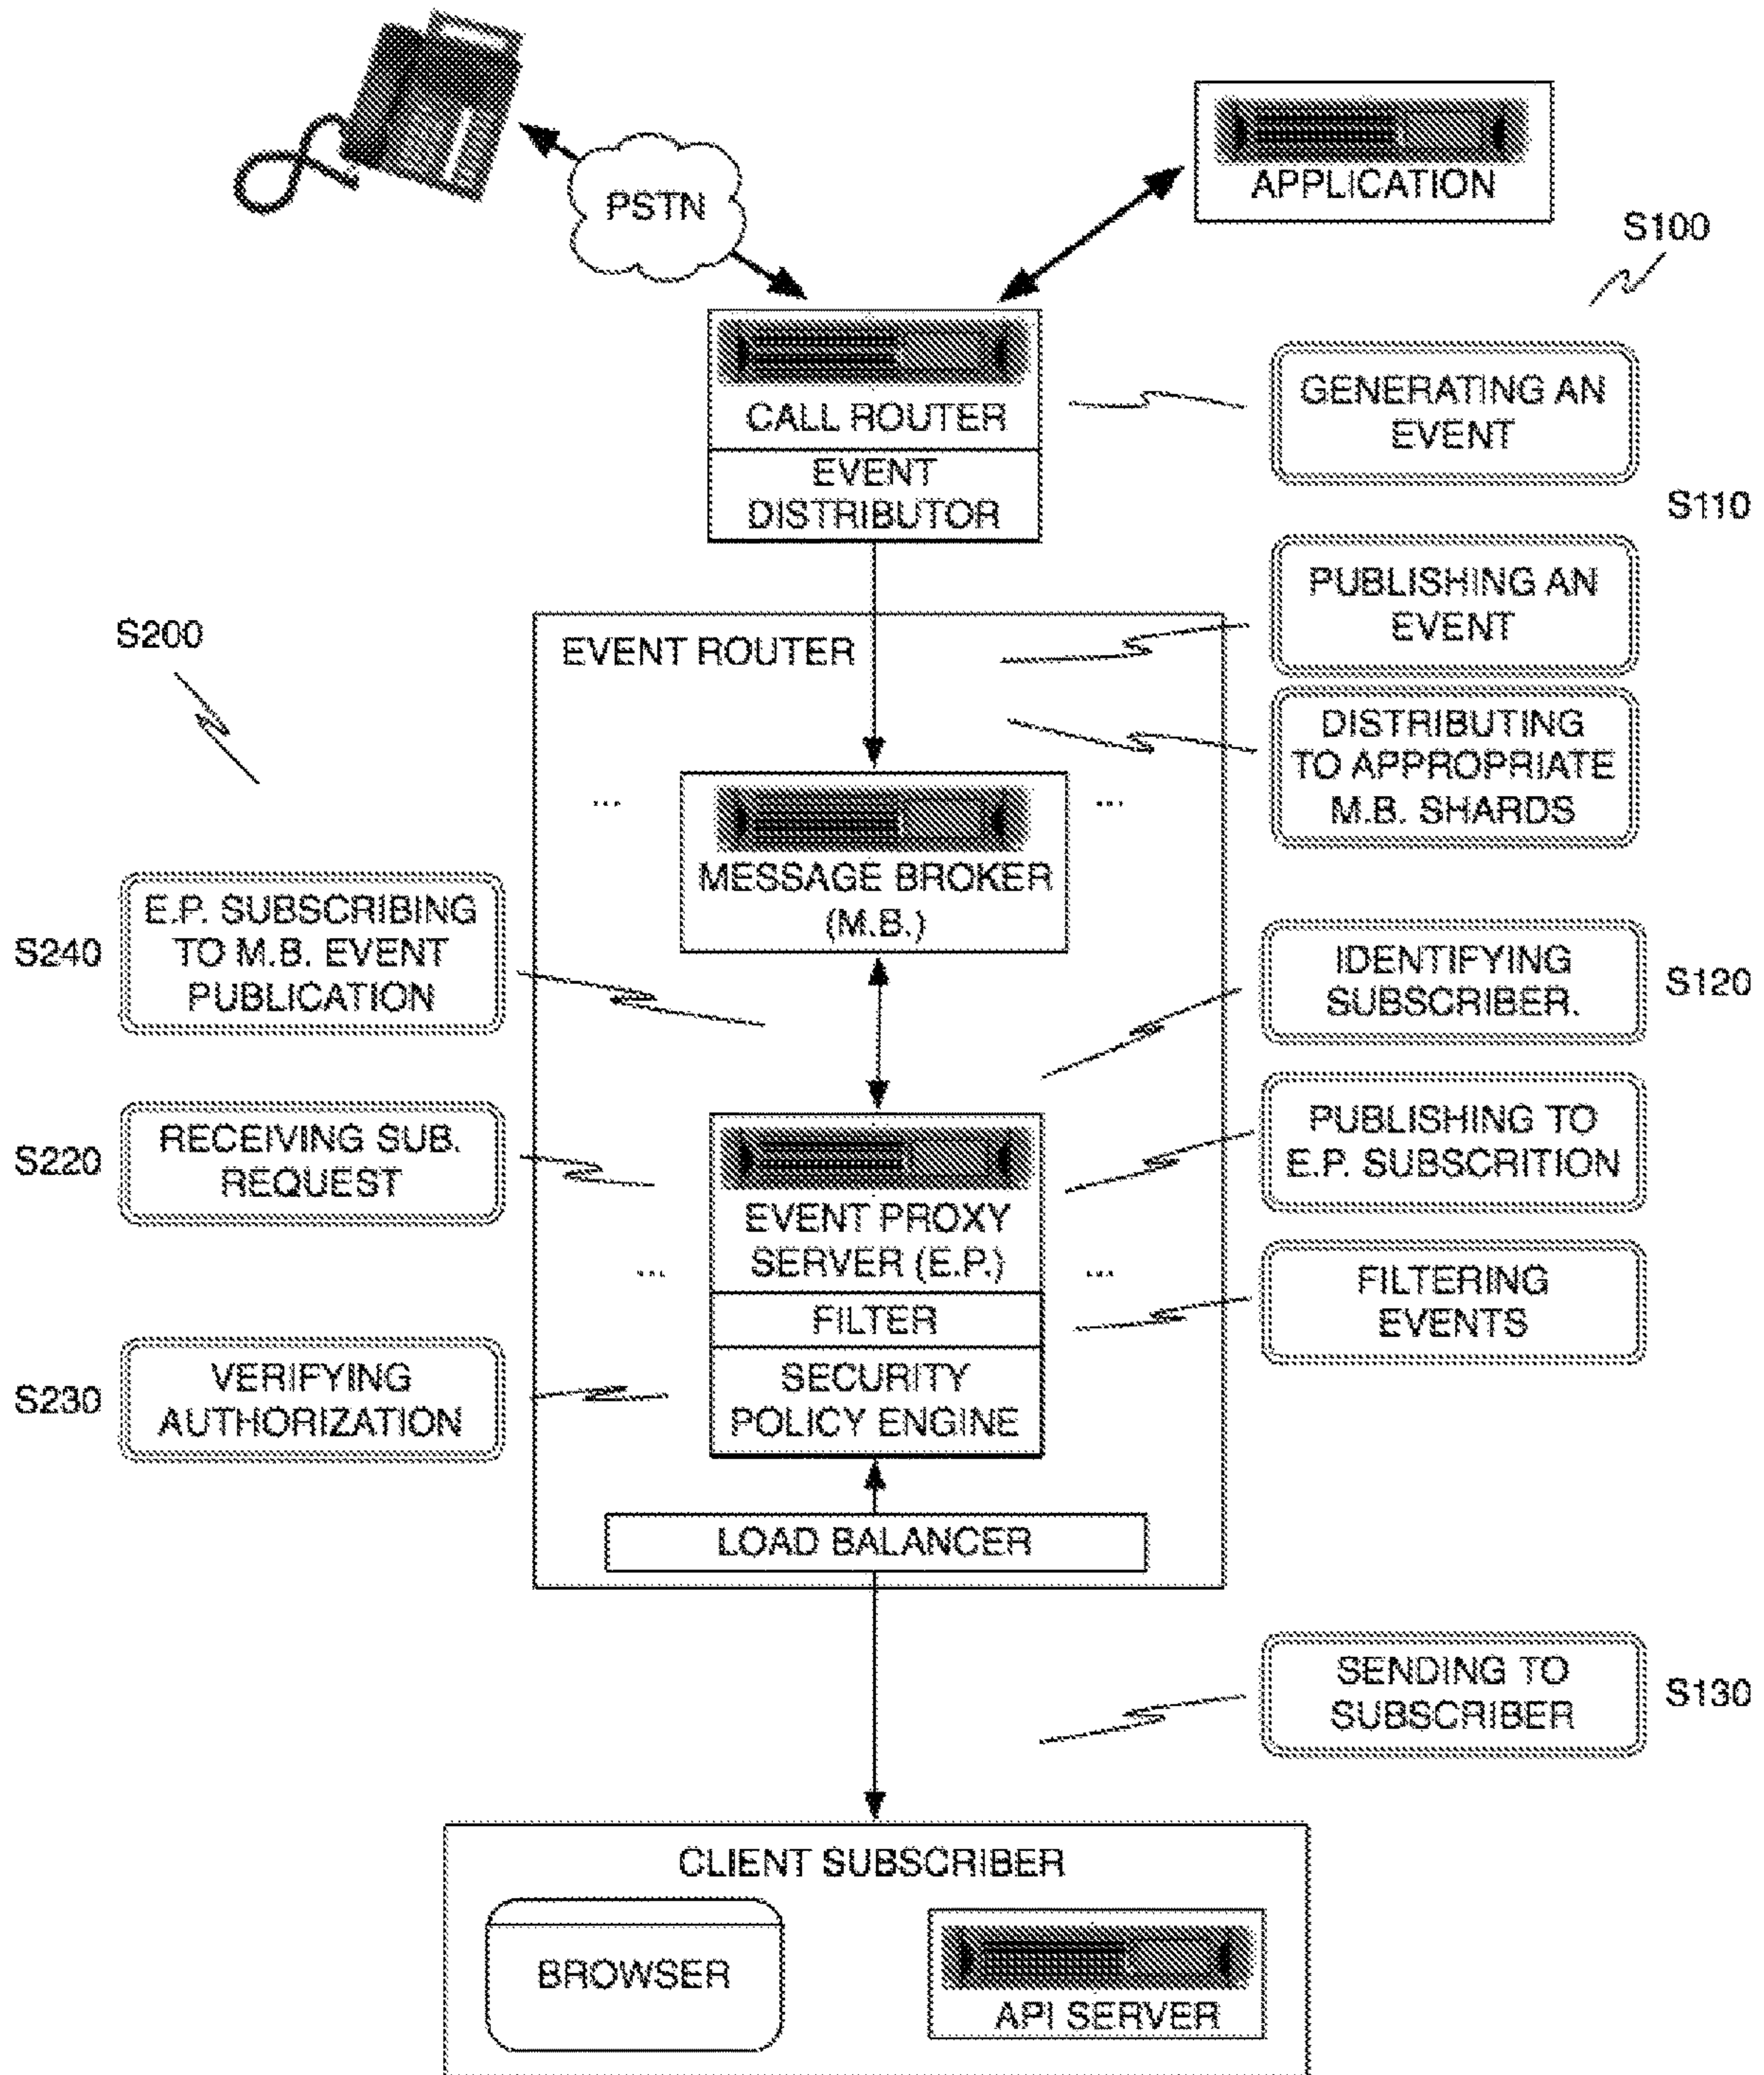 PSTN
APPLICATION
S100
CALL ROUTER
EVENT
DISTRIBUTOR
GENERATING AN
EVENT
S110
PUBLISHING AN
EVENT
DISTRIBUTING
TO APPROPRIATE
M.B. SHARDS
S200
EVENT ROUTER
...
MESSAGE BROKER
(M.B.)
...
S240
E.P. SUBSCRIBING
TO M.B. EVENT
PUBLICATION
IDENTIFYING
SUBSCRIBER.
S120
S220
RECEIVING SUB.
REQUEST
PUBLISHING TO
E.P. SUBSCRITION
EVENT PROXY
SERVER (E.P.)
...
...
FILTER
SECURITY
POLICY ENGINE
FILTERING
EVENTS
S230
VERIFYING
AUTHORIZATION
LOAD BALANCER
SENDING TO
SUBSCRIBER
S130
CLIENT SUBSCRIBER
BROWSER
API SERVER